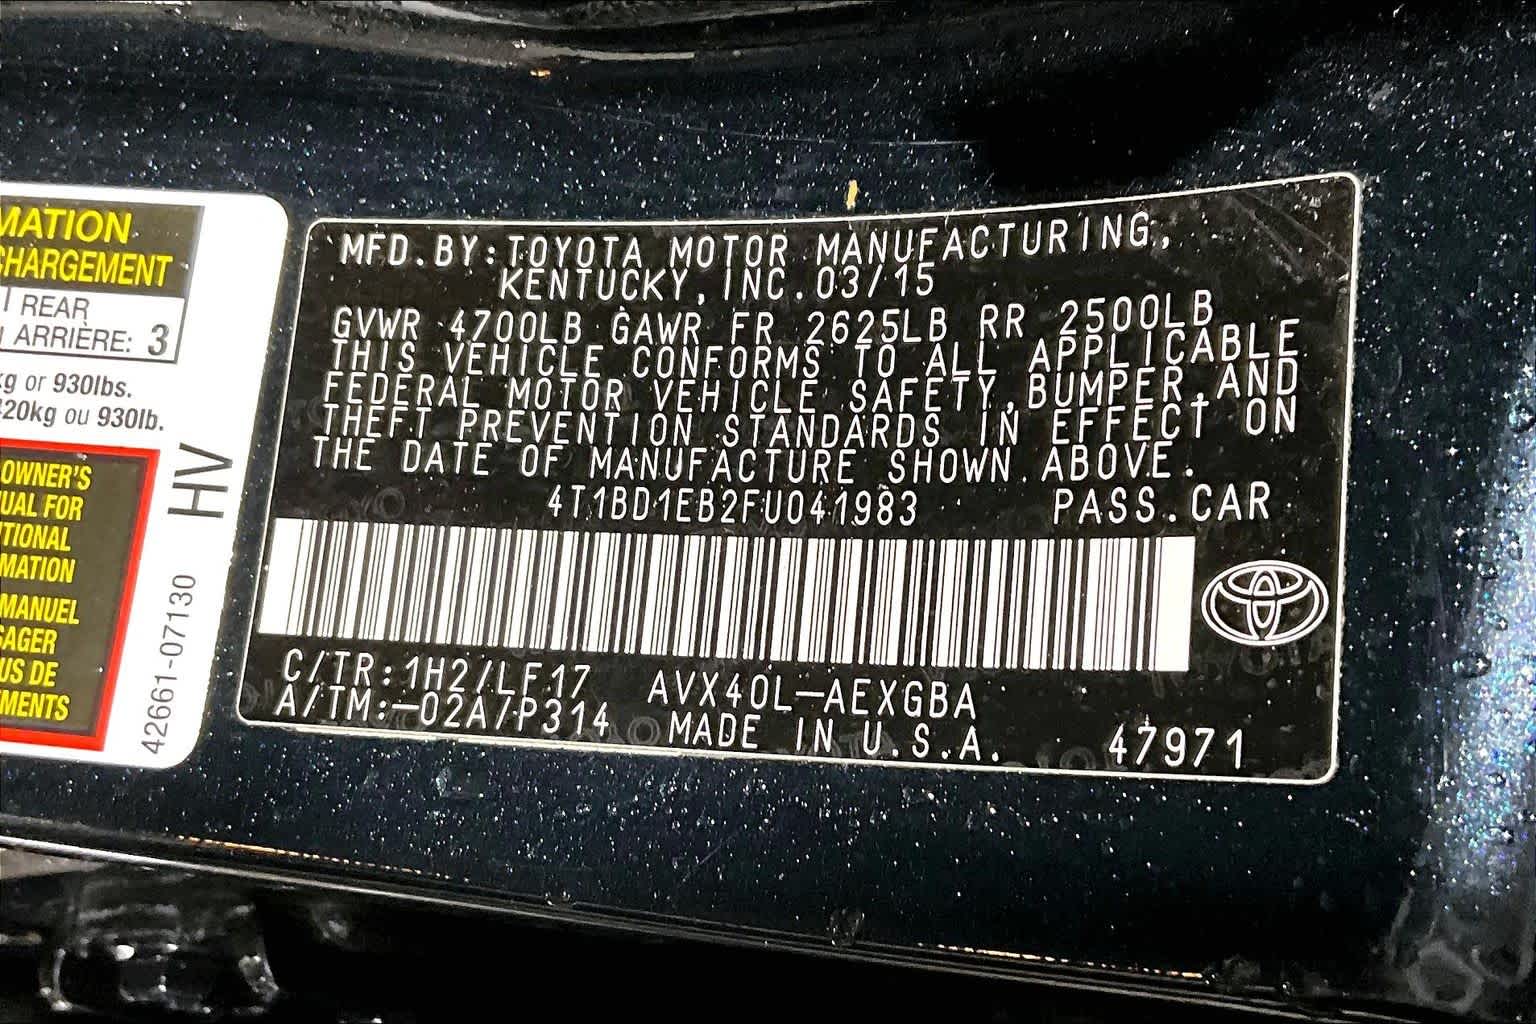 MATION
CHARGEMENT
REAR
ARRIÈRE: 3
kg or 930lbs.
420kg ou 930lb.
OWNER'S
UAL FOR
TIONAL
MATION
MANUEL
SAGER
US DE
MENTS
HV
42661-07130
MFD.BY:TOYOTA MOTOR MANUFACTURING,
KENTUCKY, INC.03/15
GVWR 4700LB GAWR FR 2625LB RR 2500LB
THIS VEHICLE CONFORMS TO ALL APPLICABLE
FEDERAL MOTOR VEHICLE SAFETY,BUMPER,AND
THEFT PREVENTION STANDARDS IN EFFECT ON
THE DATE OF MANUFACTURE SHOWN ABOVE.
4T1BD1EB2FU041983 PASS.CAR
C/TR:1H2/LF17 AVX40L-AEXGBA
A/TM:-02A/P314 MADE IN U.S.A. 47971